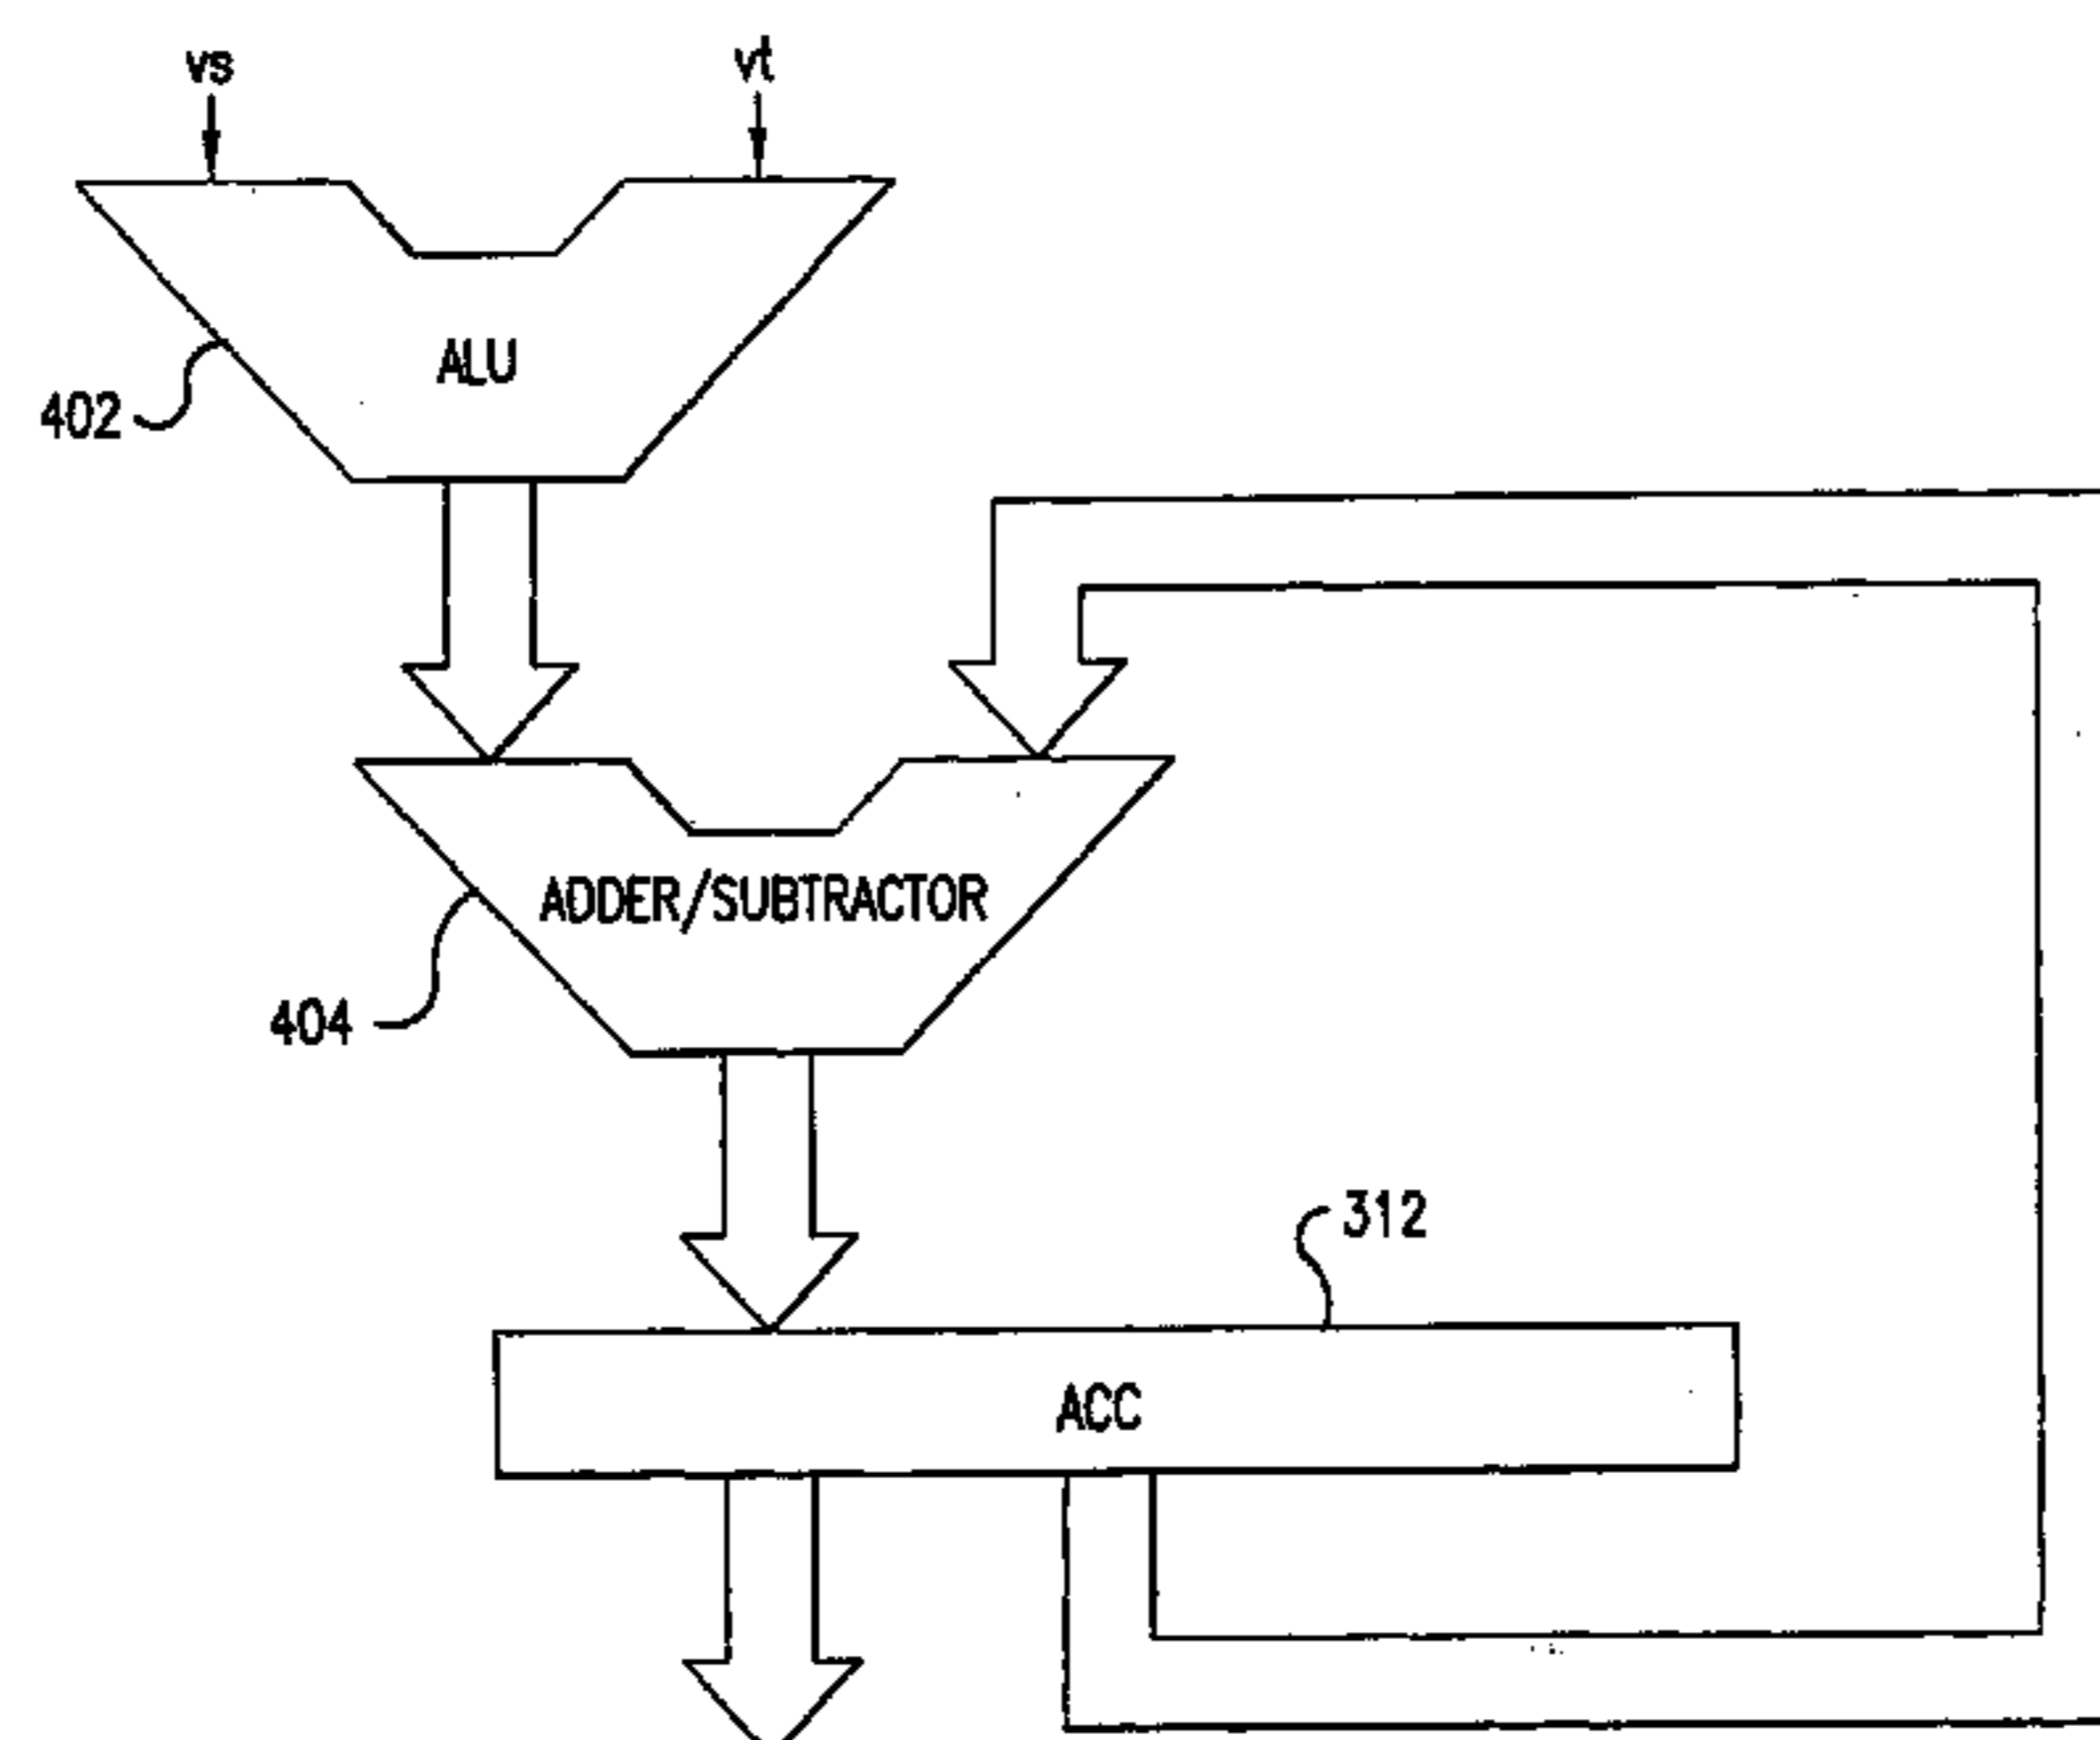 vs
vt
ALU
402
ADDER/SUBTRACTOR
404
312
ACC